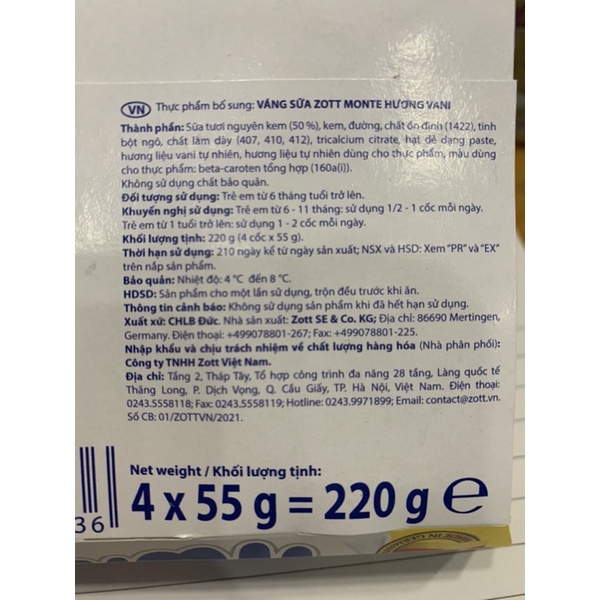 VN Thực phẩm bổ sung: VÁNG SỮA ZOTT MONTE HƯƠNG VANI
Thành phần: Sữa tươi nguyên kem (50 %), kem, đường, chất ổn định (1422), tinh
bột ngô, chất làm dày (407, 410, 412), tricalcium citrate, hạt dẻ dạng paste,
hương liệu vani tự nhiên, hương liệu tự nhiên dùng cho thực phẩm, màu dùng
cho thực phẩm: beta-caroten tổng hợp (160a(i)).
Không sử dụng chất bảo quản.
Đối tượng sử dụng: Trẻ em từ 6 tháng tuổi trở lên.
Khuyến nghị sử dụng: Trẻ em từ 6 - 11 tháng: sử dụng 1/2 - 1 cốc mỗi ngày.
Trẻ em từ 1 tuổi trở lên: sử dụng 1 - 2 cốc mỗi ngày.
Khối lượng tịnh: 220 g (4 cốc x 55 g).
Thời hạn sử dụng: 210 ngày kể từ ngày sản xuất; NSX và HSD: Xem "PR" và "EX"
trên nắp sản phẩm.
Bảo quản: Nhiệt độ: 4 °C đến 8 °C.
HDSD: Sản phẩm cho một lần sử dụng, trộn đều trước khi ăn.
Thông tin cảnh báo: Không sử dụng sản phẩm khi đã hết hạn sử dụng.
Xuất xứ: CHLB Đức. Nhà sản xuất: Zott SE & Co. KG; Địa chỉ: 86690 Mertingen,
Germany. Điện thoại: +499078801-267; Fax: +499078801-225.
Nhập khẩu và chịu trách nhiệm về chất lượng hàng hóa (Nhà phân phối):
Công ty TNHH Zott Việt Nam.
Địa chỉ: Tầng 2, Tháp Tây, Tổ hợp công trình đa năng 28 tầng, Làng quốc tế
Thăng Long, P. Dịch Vọng, Q. Cầu Giấy, TP. Hà Nội, Việt Nam. Điện thoại:
0243.5558118; Fax: 0243.5558119; Hotline: 0243.9971899; Email: contact@zott.vn.
Số CB: 01/ZOTTVN/2021.
Net weight / Khối lượng tịnh:
4 x 55 g = 220 g ℮
36